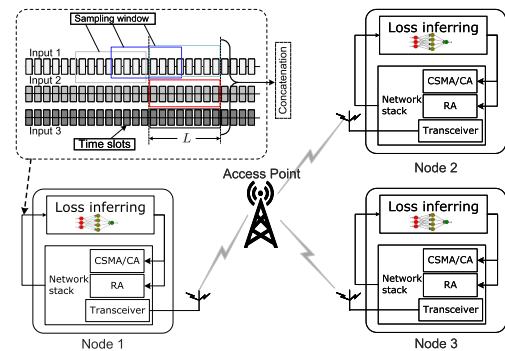 Sampling window
Input 1
Input 2
Input 3
Time slots
L
Concatenation
Loss inferring
CSMA/CA
Network
stack
RA
Transceiver
Node 1
Access Point
Loss inferring
CSMA/CA
Network
stack
RA
Transceiver
Node 2
Loss inferring
CSMA/CA
Network
stack
RA
Transceiver
Node 3